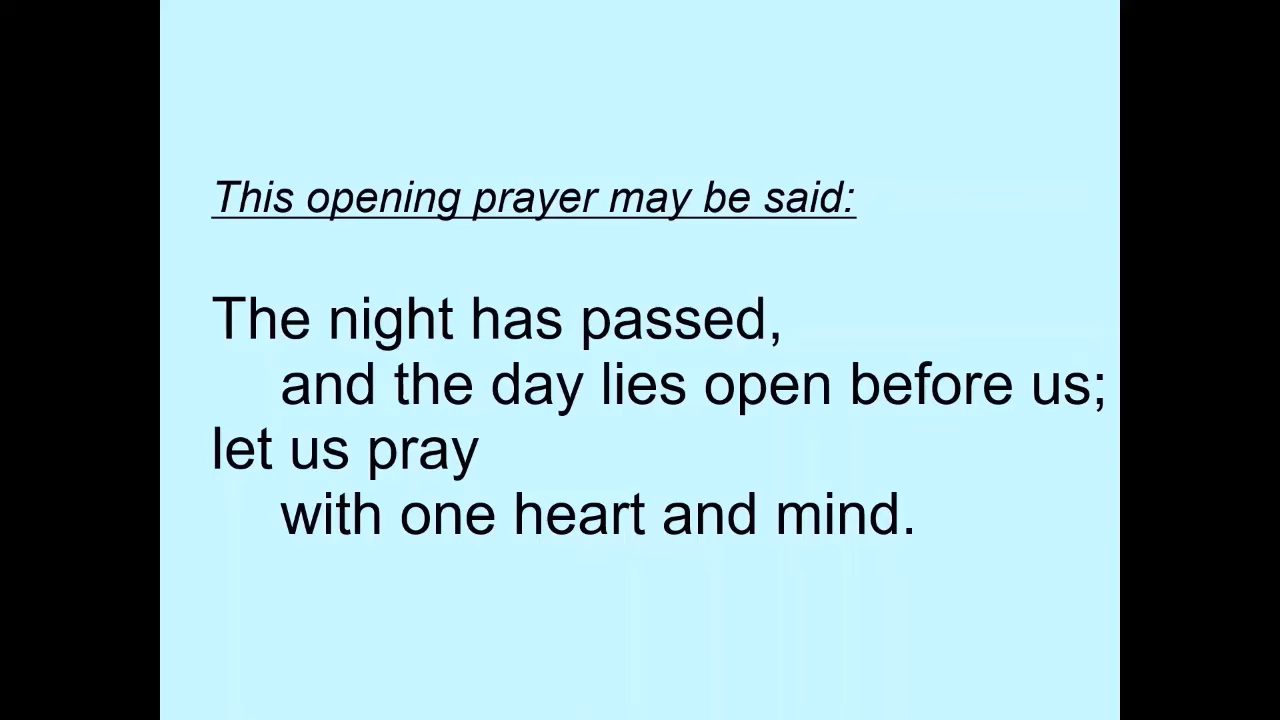 This opening prayer may be said:
The night has passed,
and the day lies open before us;
let us pray
with one heart and mind.